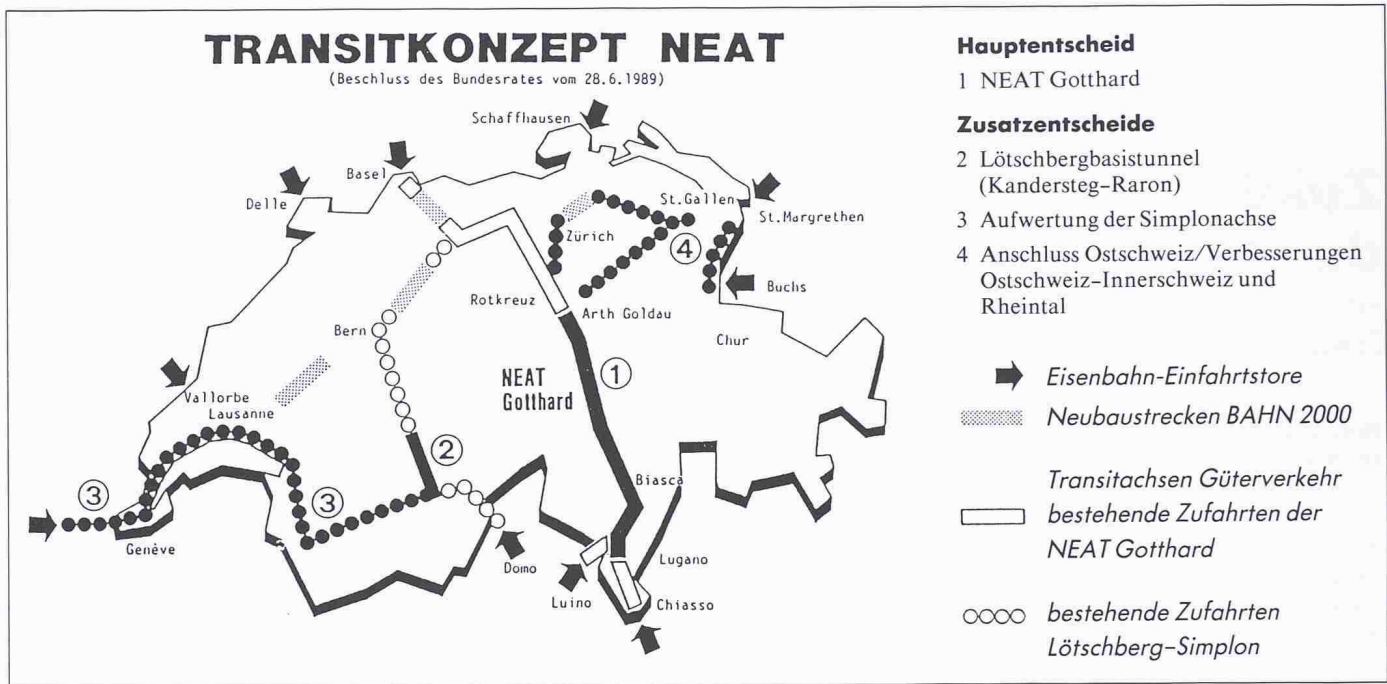 TRANSITKONZEPT NEAT
(Beschluss des Bundesrates vom 28.6.1989)
Schaffhausen
Basel
Delle
St.Gallen
St.Margrethen
Zürich
4
Buchs
Rotkreuz
Arth Goldau
Bern
Chur
NEAT
Gotthard
1
Vallorbe
Lausanne
2
Biasca
3
3
Genève
Domo
Lugano
Luino
Chiasso
Hauptentscheid
1 NEAT Gotthard
Zusatzentscheide
2 Lötschbergbasistunnel
(Kandersteg–Raron)
3 Aufwertung der Simplonachse
4 Anschluss Ostschweiz/Verbesserungen
Ostschweiz–Innerschweiz und
Rheintal
Eisenbahn-Einfahrtstore
Neubaustrecken BAHN 2000
Transitachsen Güterverkehr
bestehende Zufahrten der
NEAT Gotthard
bestehende Zufahrten
Lötschberg–Simplon